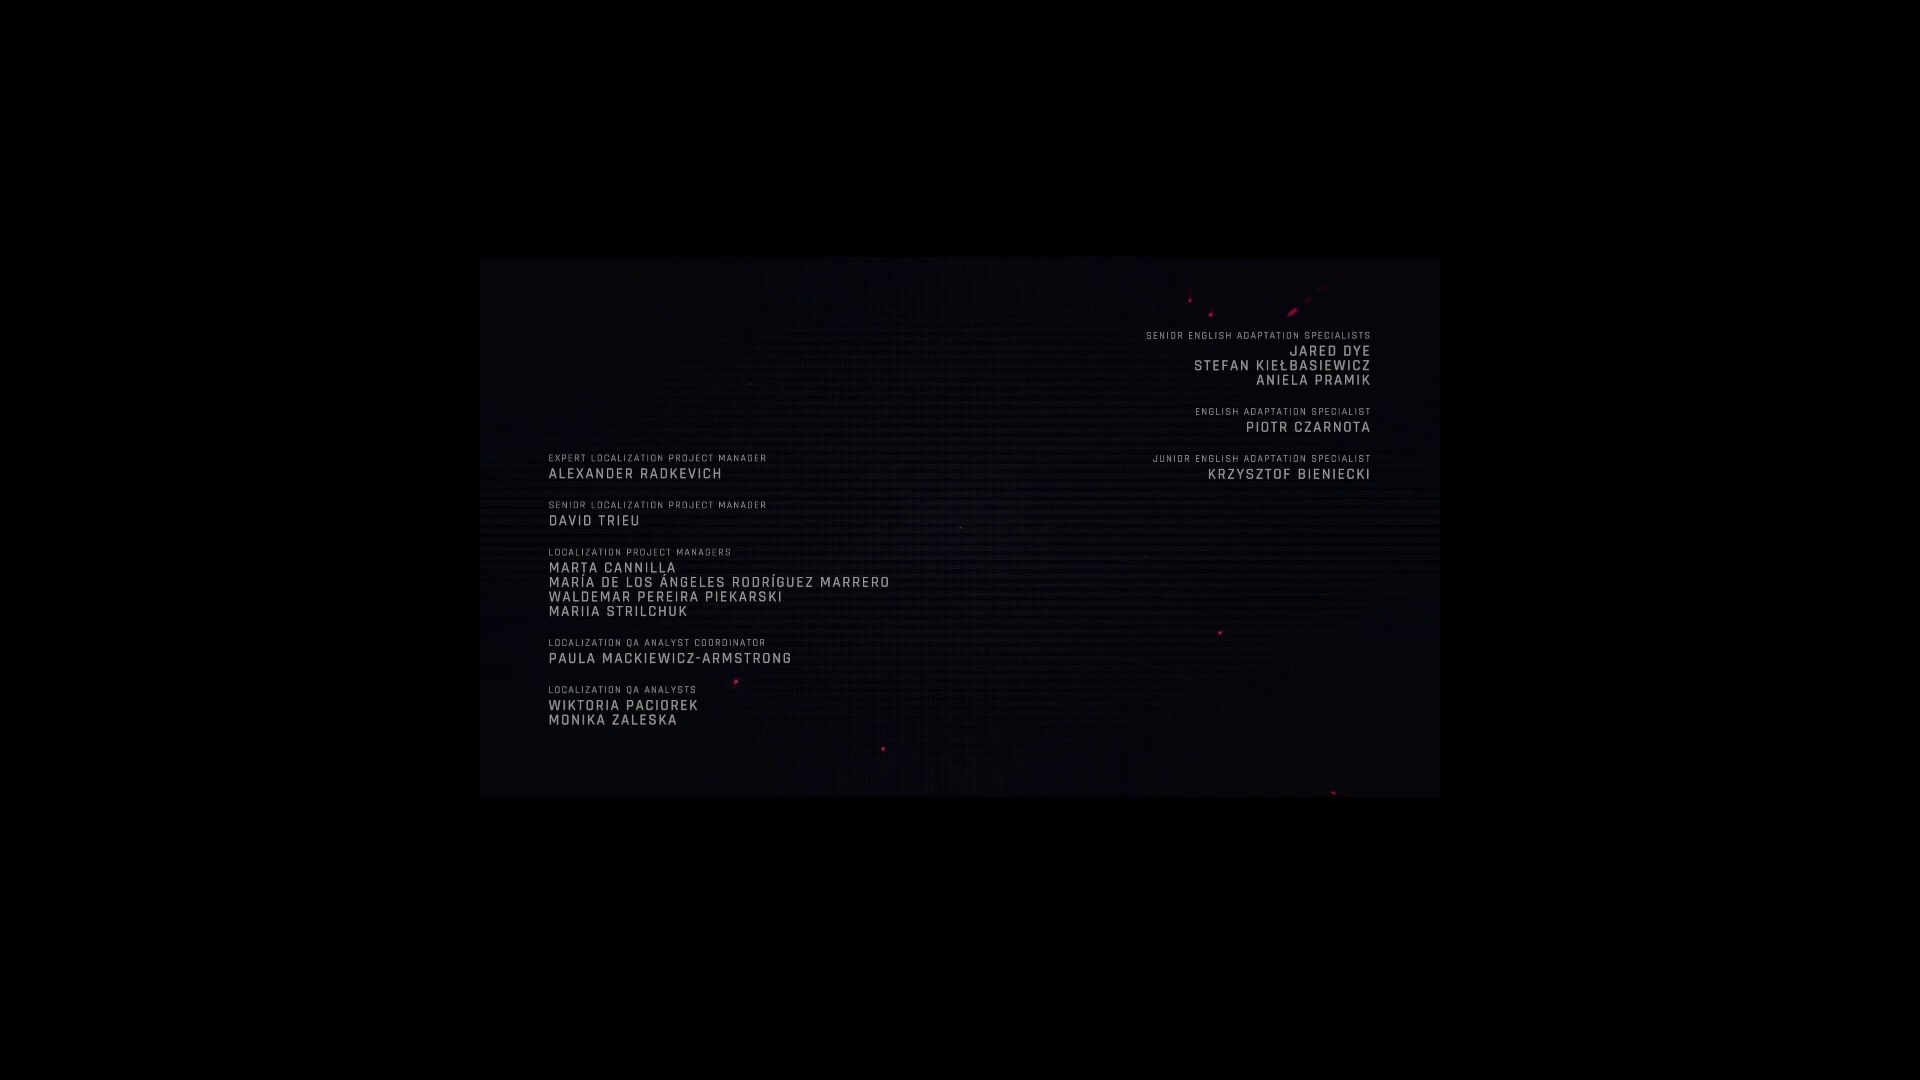 EXPERT LOCALIZATION PROJECT MANAGER
ALEXANDER RADKEVICH
SENIOR LOCALIZATION PROJECT MANAGER
DAVID TRIEU
LOCALIZATION PROJECT MANAGERS
MARTA CANNILLA
MARÍA DE LOS ÁNGELES RODRÍGUEZ MARRERO
WALDEMAR PEREIRA PIEKARSKI
MARIIA STRILCHUK
LOCALIZATION QA ANALYST COORDINATOR
PAULA MACKIEWICZ-ARMSTRONG
LOCALIZATION QA ANALYSTS
WIKTORIA PACIOREK
MONIKA ZALESKA
SENIOR ENGLISH ADAPTATION SPECIALISTS
JARED DYE
STEFAN KIEŁBASIEWICZ
ANIELA PRAMIK
ENGLISH ADAPTATION SPECIALIST
PIOTR CZARNOTA
JUNIOR ENGLISH ADAPTATION SPECIALIST
KRZYSZTOF BIENIECKI